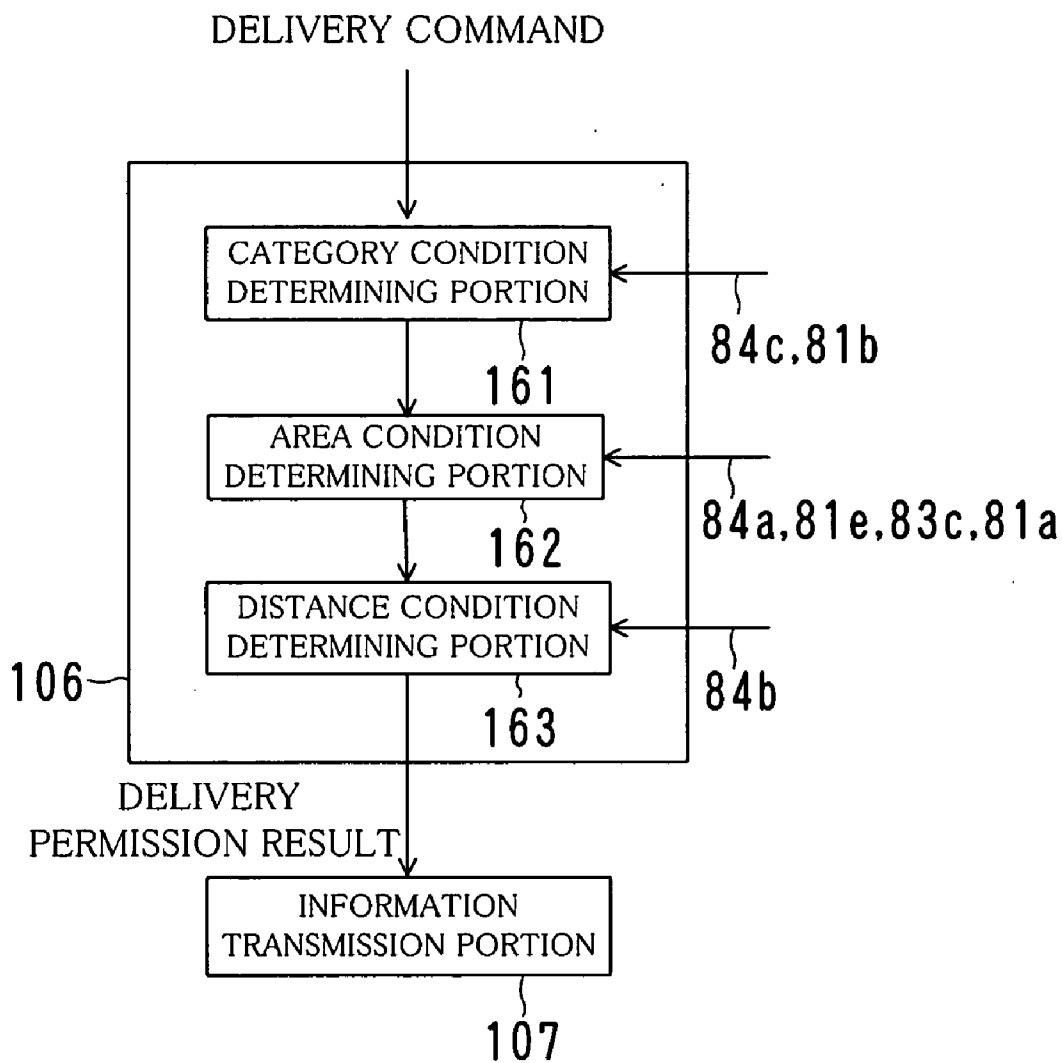 DELIVERY COMMAND
CATEGORY CONDITION
DETERMINING PORTION
84c,81b
161
AREA CONDITION
DETERMINING PORTION
84a,81e,83c,81a
162
DISTANCE CONDITION
DETERMINING PORTION
106
84b
163
DELIVERY
PERMISSION RESULT
INFORMATION
TRANSMISSION PORTION
107